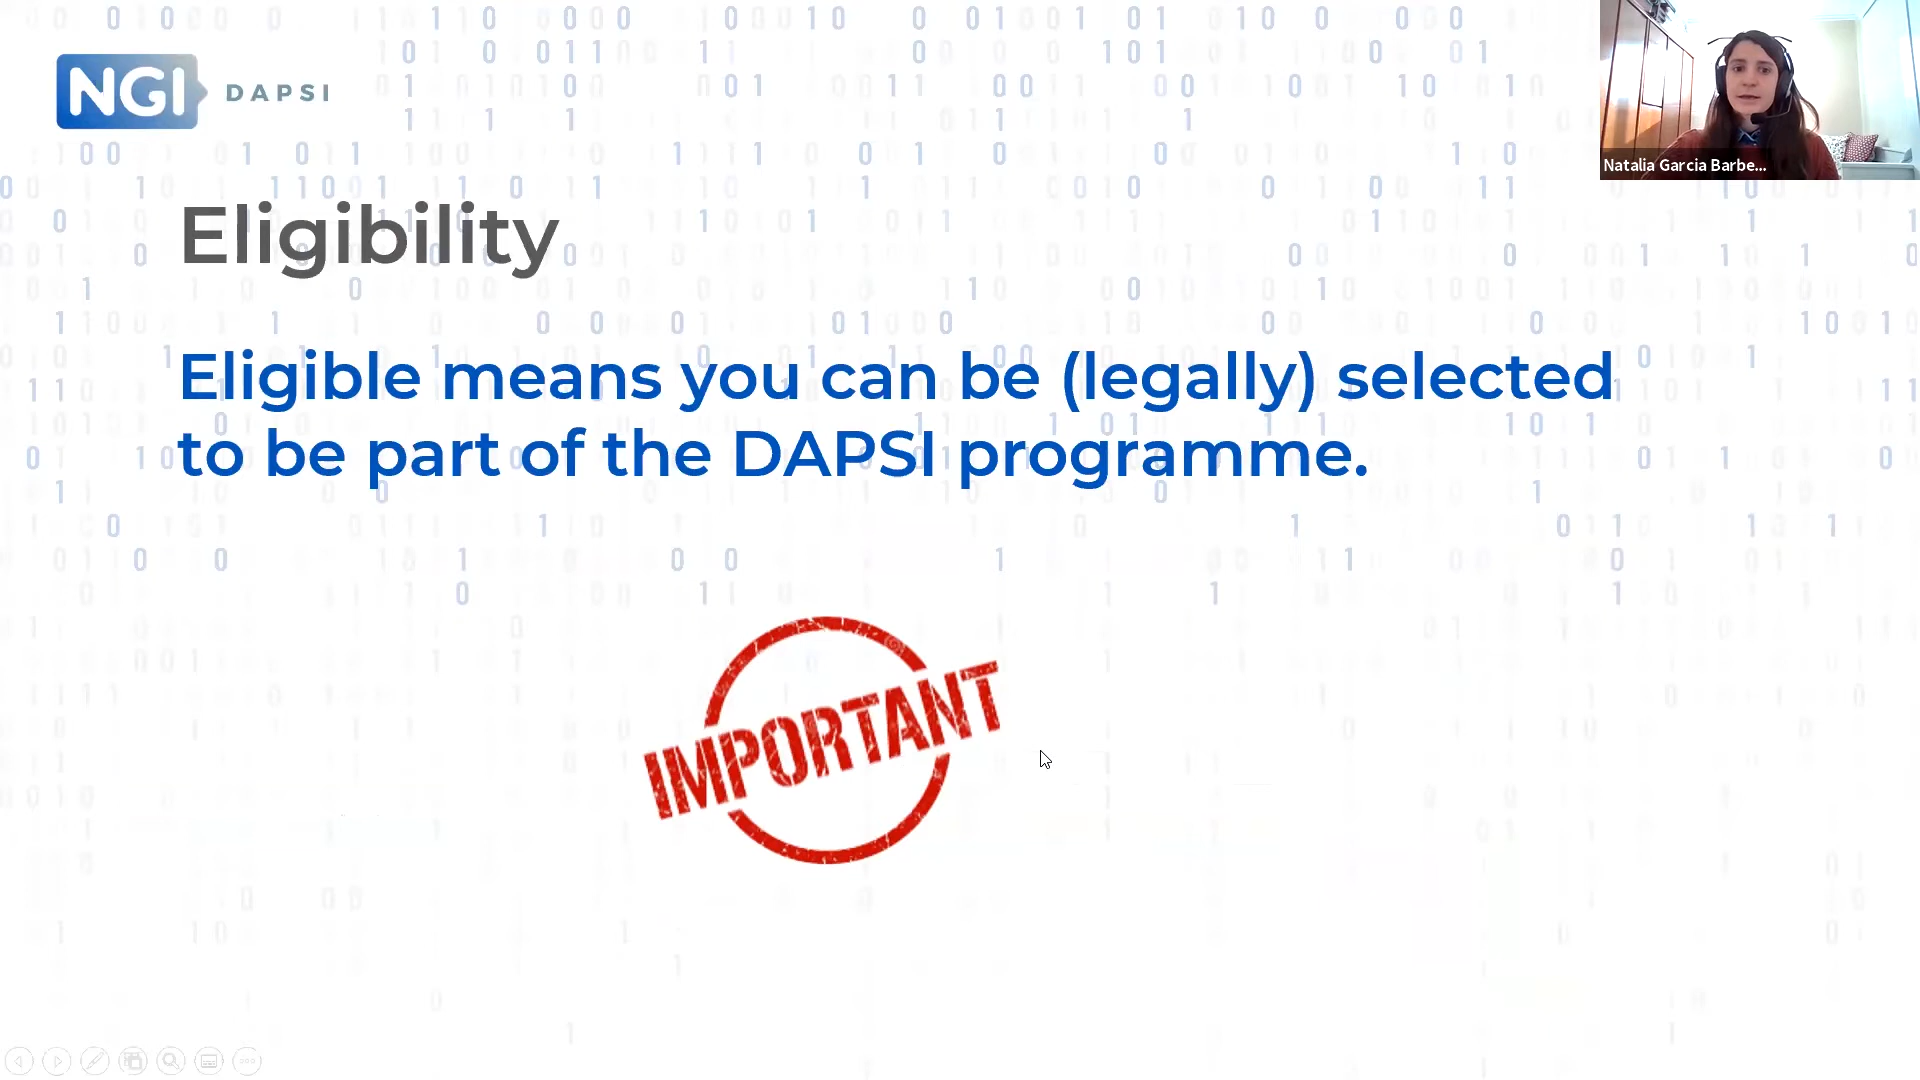 NGI DAPSI
Natalia Garcia Barbe...
Eligibility
Eligible means you can be (legally) selected
to be part of the DAPSI programme.
IMPORTANT